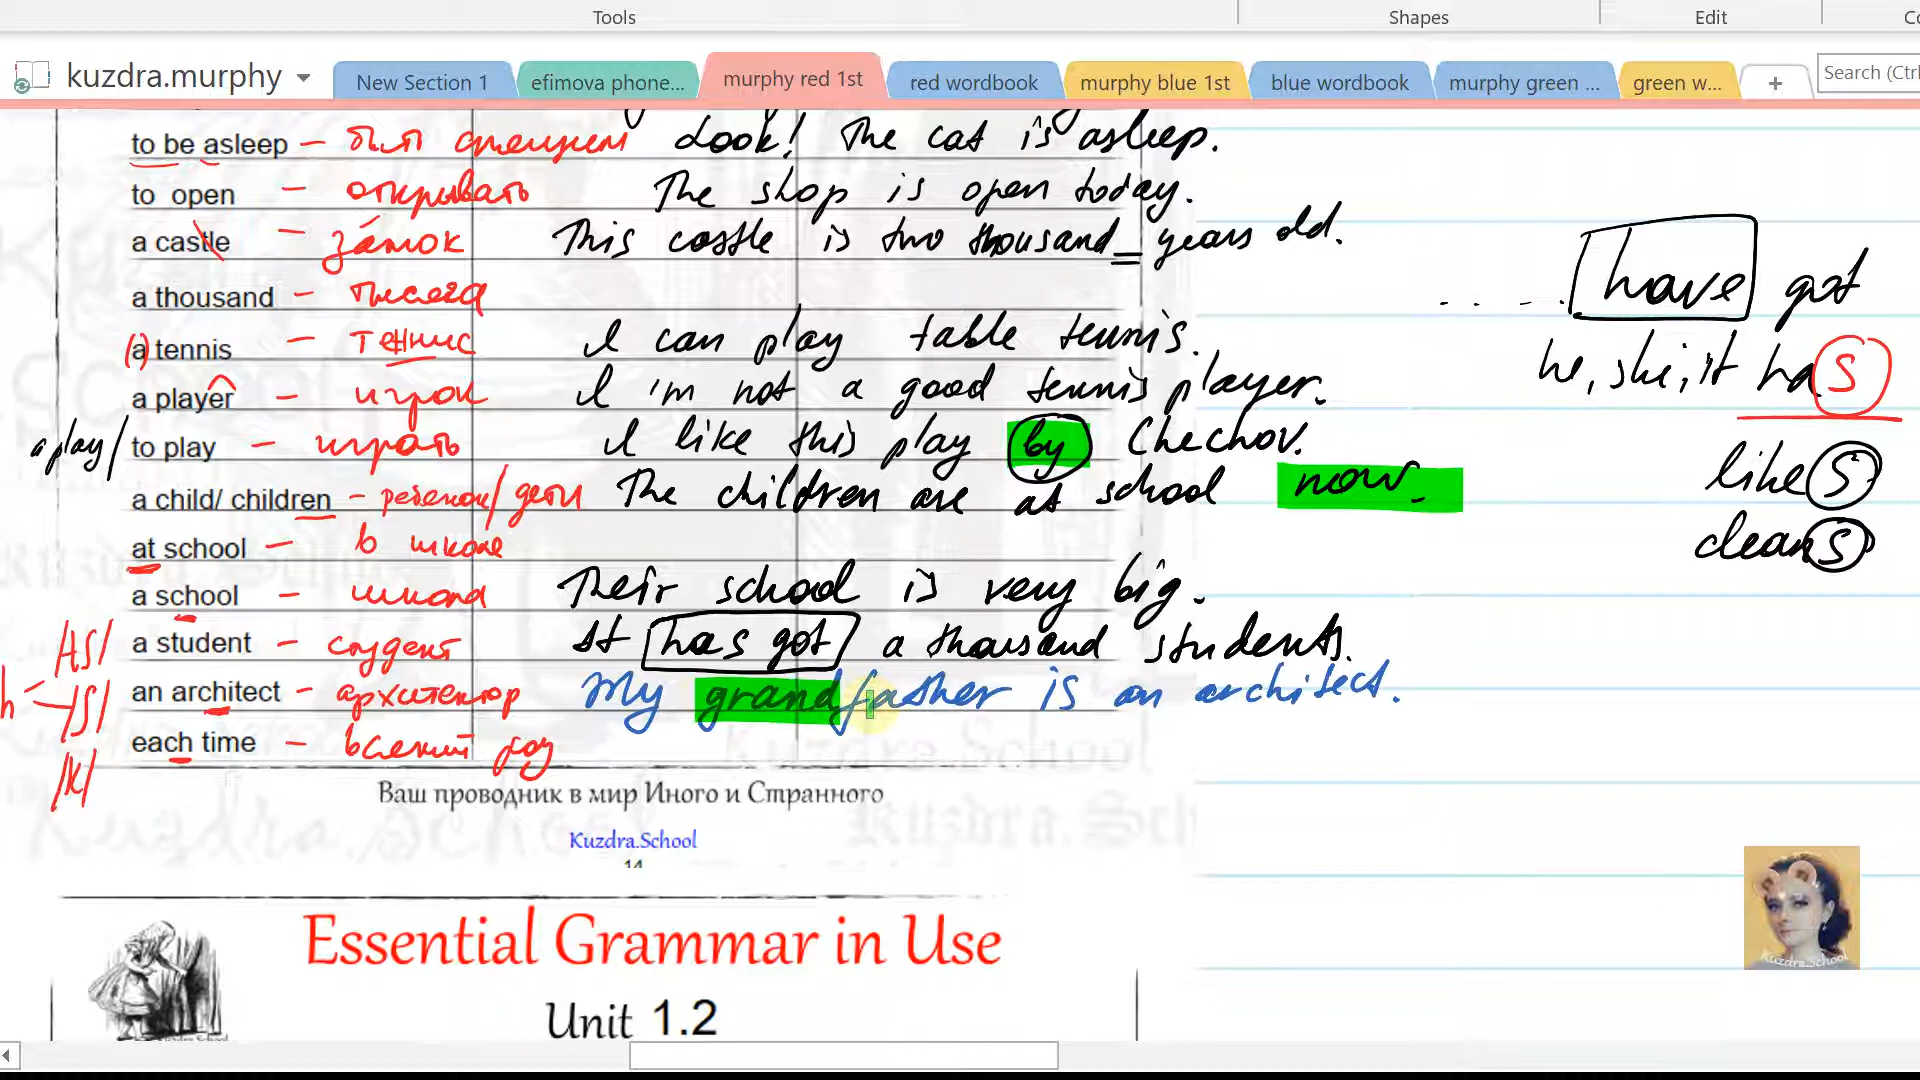 Tools Shapes Edit Co
kuzdra.murphy New Section 1 efimova phone... murphy red 1st red wordbook murphy blue 1st blue wordbook murphy green ... green w... + Search (Ctrl
to be asleep – быть спящим Look! The cat is asleep.
to open – открывать The shop is open today.
a castle – зáмок This castle is two thousand years old.
... have got
a thousand – тысяча
a tennis – теннис I can play table tennis.
he, she, it has
a player – игрок I 'm not a good tennis player.
a play/ to play – играть I like this play by Chechov.
likes
a child/ children – ребенок/дети The children are at school now.
cleans
at school – в школе
a school – школа Their school is very big.
a student – студент It has got a thousand students.
an architect – архитектор My grandfather is an architect.
h /ʃ/
each time – всякий раз
/k/
Ваш проводник в мир Иного и Странного
Kuzdra.School
14
Essential Grammar in Use
Unit 1.2
Kuzdra.School